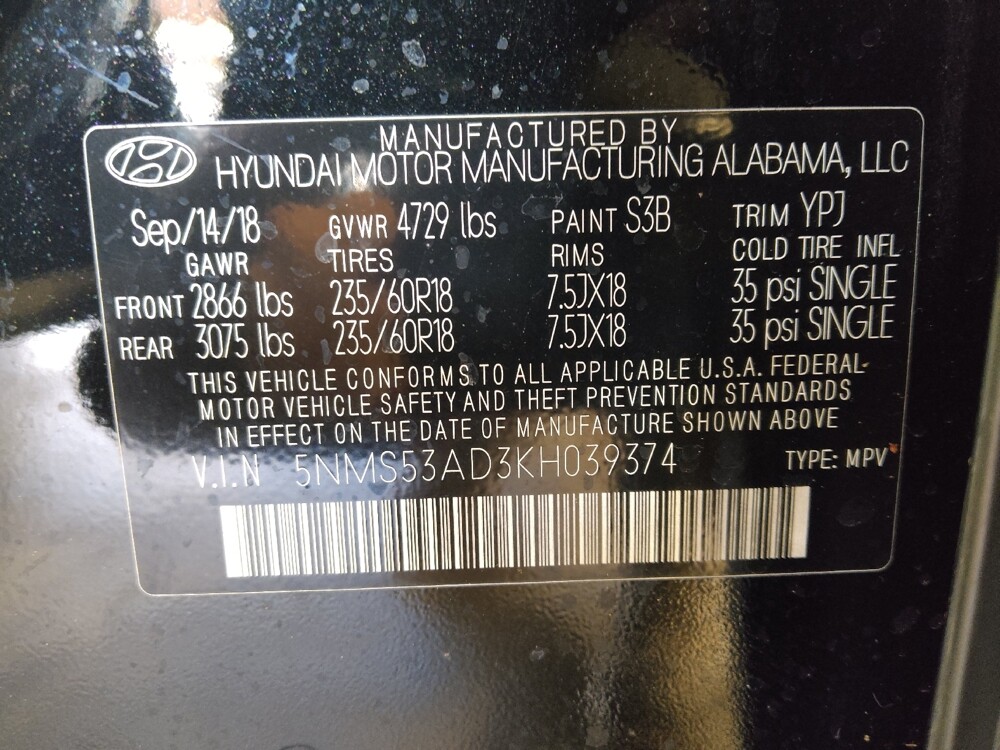 MANUFACTURED BY
HYUNDAI MOTOR MANUFACTURING ALABAMA, LLC
Sep/14/18 GVWR 4729 lbs PAINT S3B TRIM YPJ
GAWR TIRES RIMS COLD TIRE INFL
FRONT 2866 lbs 235/60R18 7.5JX18 35 psi SINGLE
REAR 3075 lbs 235/60R18 7.5JX18 35 psi SINGLE
THIS VEHICLE CONFORMS TO ALL APPLICABLE U.S.A. FEDERAL
MOTOR VEHICLE SAFETY AND THEFT PREVENTION STANDARDS
IN EFFECT ON THE DATE OF MANUFACTURE SHOWN ABOVE
V.I.N 5NMS53AD3KH039374 TYPE: MPV